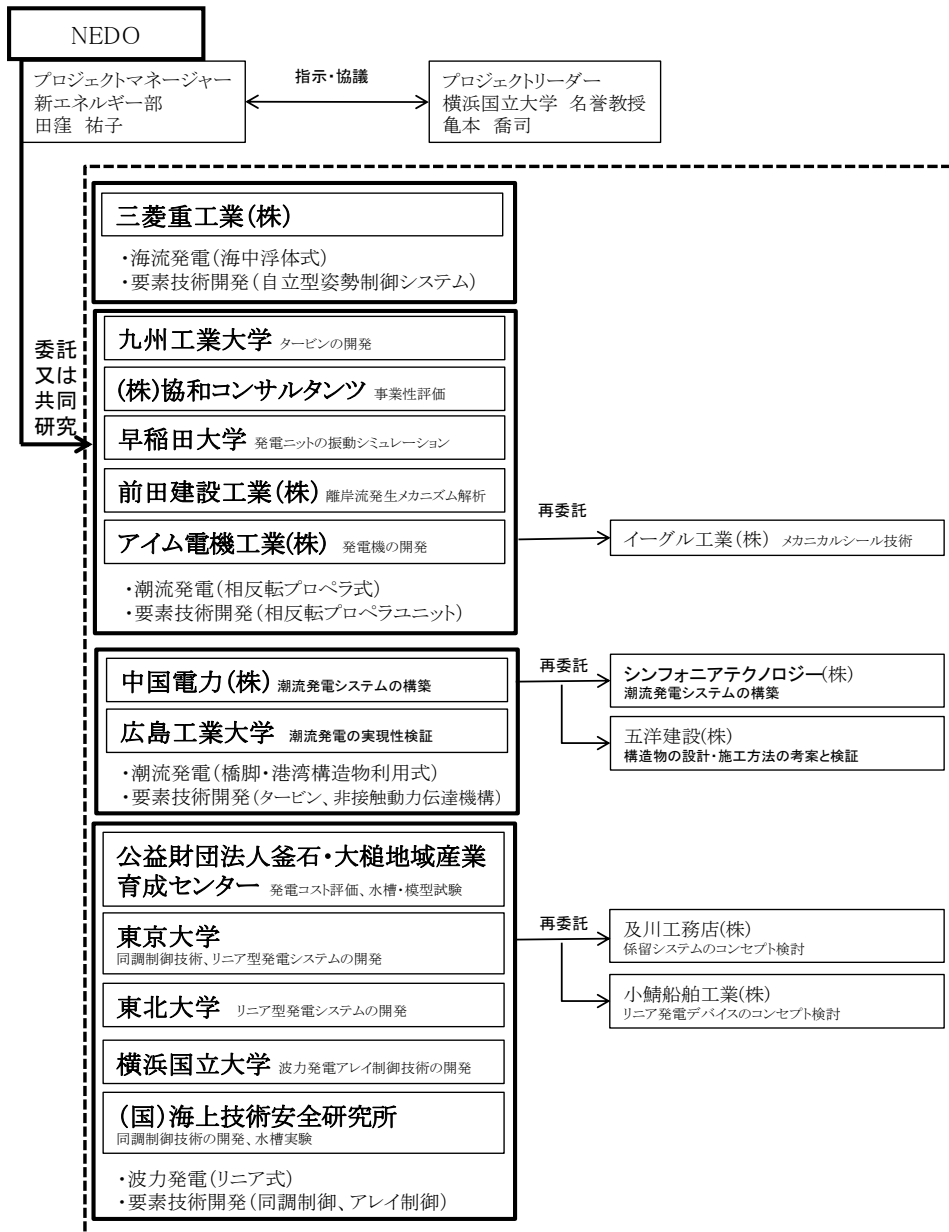 NEDO
プロジェクトマネージャー
新エネルギー部
田窪 祐子
指示・協議
プロジェクトリーダー
横浜国立大学 名誉教授
亀本 喬司
委託
又は
共同
研究
三菱重工業(株)
・海流発電(海中浮体式)
・要素技術開発(自立型姿勢制御システム)
九州工業大学 タービンの開発
(株)協和コンサルタンツ 事業性評価
早稲田大学 発電ニットの振動シミュレーション
前田建設工業(株) 離岸流発生メカニズム解析
アイム電機工業(株) 発電機の開発
・潮流発電(相反転プロペラ式)
・要素技術開発(相反転プロペラユニット)
再委託
イーグル工業(株) メカニカルシール技術
中国電力(株) 潮流発電システムの構築
広島工業大学 潮流発電の実現性検証
・潮流発電(橋脚・港湾構造物利用式)
・要素技術開発(タービン、非接触動力伝達機構)
再委託
シンフォニアテクノロジー(株)
潮流発電システムの構築
五洋建設(株)
構造物の設計・施工方法の考案と検証
公益財団法人釜石・大槌地域産業
育成センター 発電コスト評価、水槽・模型試験
東京大学
同調制御技術、リニア型発電システムの開発
東北大学 リニア型発電システムの開発
横浜国立大学 波力発電アレイ制御技術の開発
(国)海上技術安全研究所
同調制御技術の開発、水槽実験
・波力発電(リニア式)
・要素技術開発(同調制御、アレイ制御)
再委託
及川工務店(株)
係留システムのコンセプト検討
小鯖船舶工業(株)
リニア発電デバイスのコンセプト検討